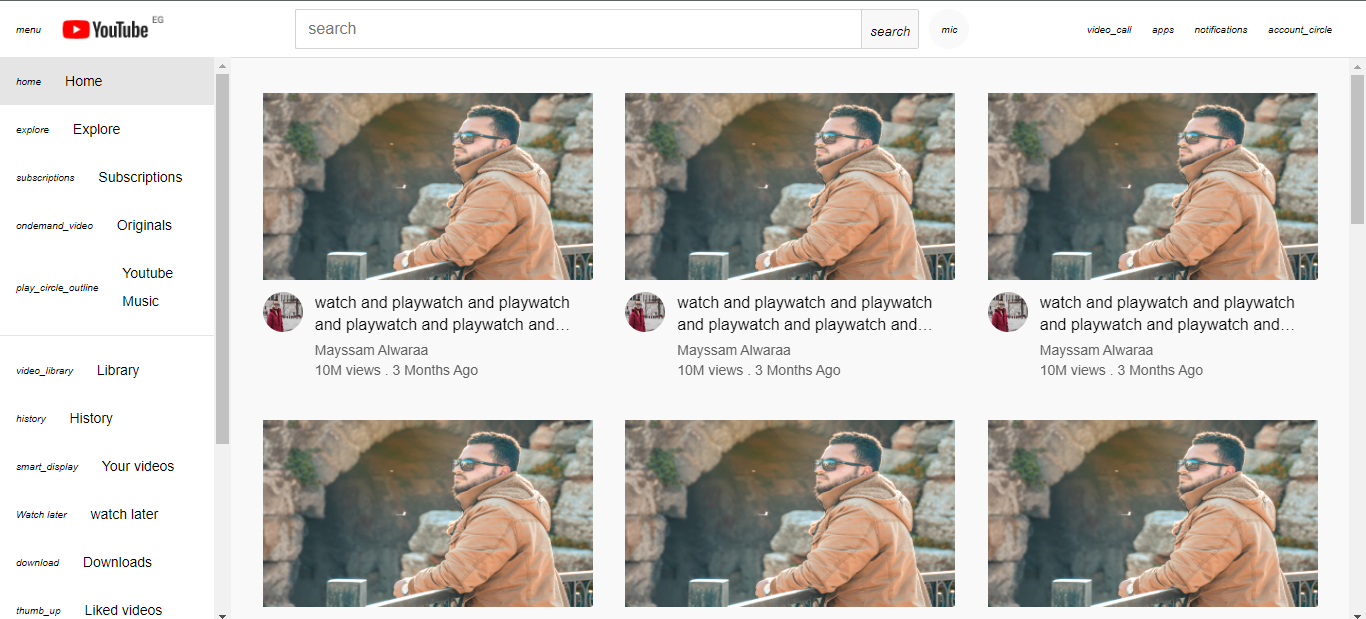 menu YouTube EG search search mic video_call apps notifications account_circle
home Home
explore Explore
subscriptions Subscriptions
ondemand_video Originals
play_circle_outline Youtube
Music
video_library Library
history History
smart_display Your videos
Watch later watch later
download Downloads
thumb_up Liked videos
watch and playwatch and playwatch
and playwatch and playwatch and…
Mayssam Alwaraa
10M views . 3 Months Ago
watch and playwatch and playwatch
and playwatch and playwatch and…
Mayssam Alwaraa
10M views . 3 Months Ago
watch and playwatch and playwatch
and playwatch and playwatch and…
Mayssam Alwaraa
10M views . 3 Months Ago